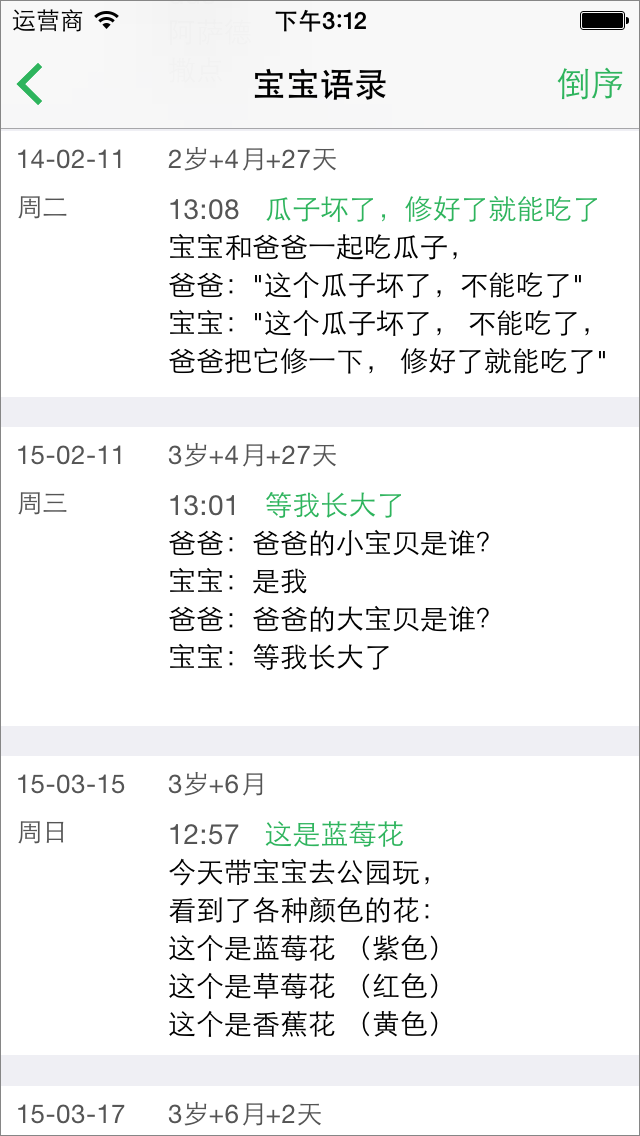 运营商 下午3:12
宝宝语录 倒序
14-02-11 2岁+4月+27天
周二 13:08 瓜子坏了，修好了就能吃了
宝宝和爸爸一起吃瓜子，
爸爸："这个瓜子坏了，不能吃了"
宝宝："这个瓜子坏了， 不能吃了，
爸爸把它修一下， 修好了就能吃了"
15-02-11 3岁+4月+27天
周三 13:01 等我长大了
爸爸：爸爸的小宝贝是谁？
宝宝：是我
爸爸：爸爸的大宝贝是谁？
宝宝：等我长大了
15-03-15 3岁+6月
周日 12:57 这是蓝莓花
今天带宝宝去公园玩，
看到了各种颜色的花：
这个是蓝莓花 （紫色）
这个是草莓花 （红色）
这个是香蕉花 （黄色）
15-03-17 3岁+6月+2天